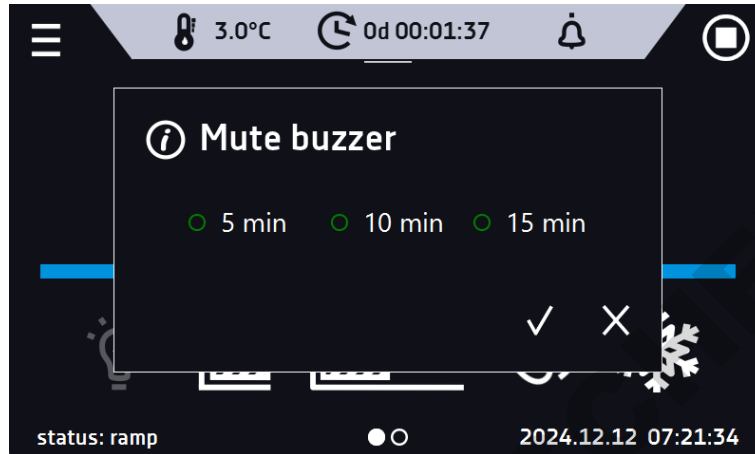 3.0°C 0d 00:01:37
Mute buzzer
5 min 10 min 15 min
status: ramp 2024.12.12 07:21:34